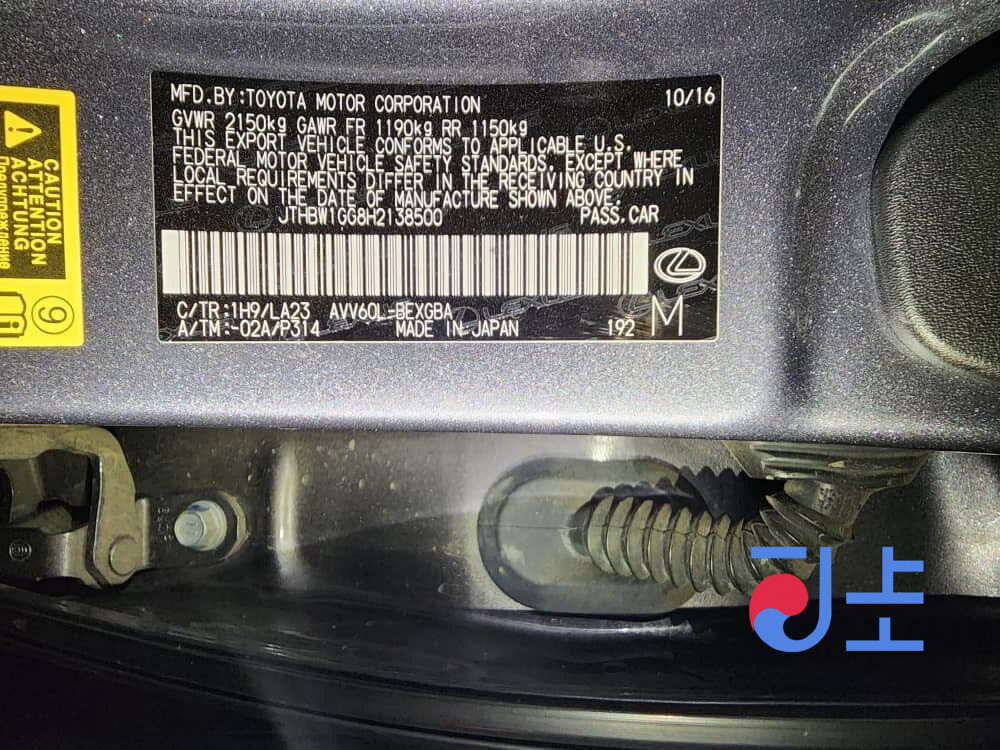 MFD.BY:TOYOTA MOTOR CORPORATION 10/16
GVWR 2150kg GAWR FR 1190kg RR 1150kg
THIS EXPORT VEHICLE CONFORMS TO APPLICABLE U.S.
FEDERAL MOTOR VEHICLE SAFETY STANDARDS, EXCEPT WHERE
LOCAL REQUIREMENTS DIFFER IN THE RECEIVING COUNTRY IN
EFFECT ON THE DATE OF MANUFACTURE SHOWN ABOVE.
JTHBW1GG8H2138500 PASS.CAR
C/TR:1H9/LA23 AVV60L-BEXGBA
A/TM:-02A/P314 MADE IN JAPAN 192 M
CAUTION
ATTENTION
ACHTUNG
9